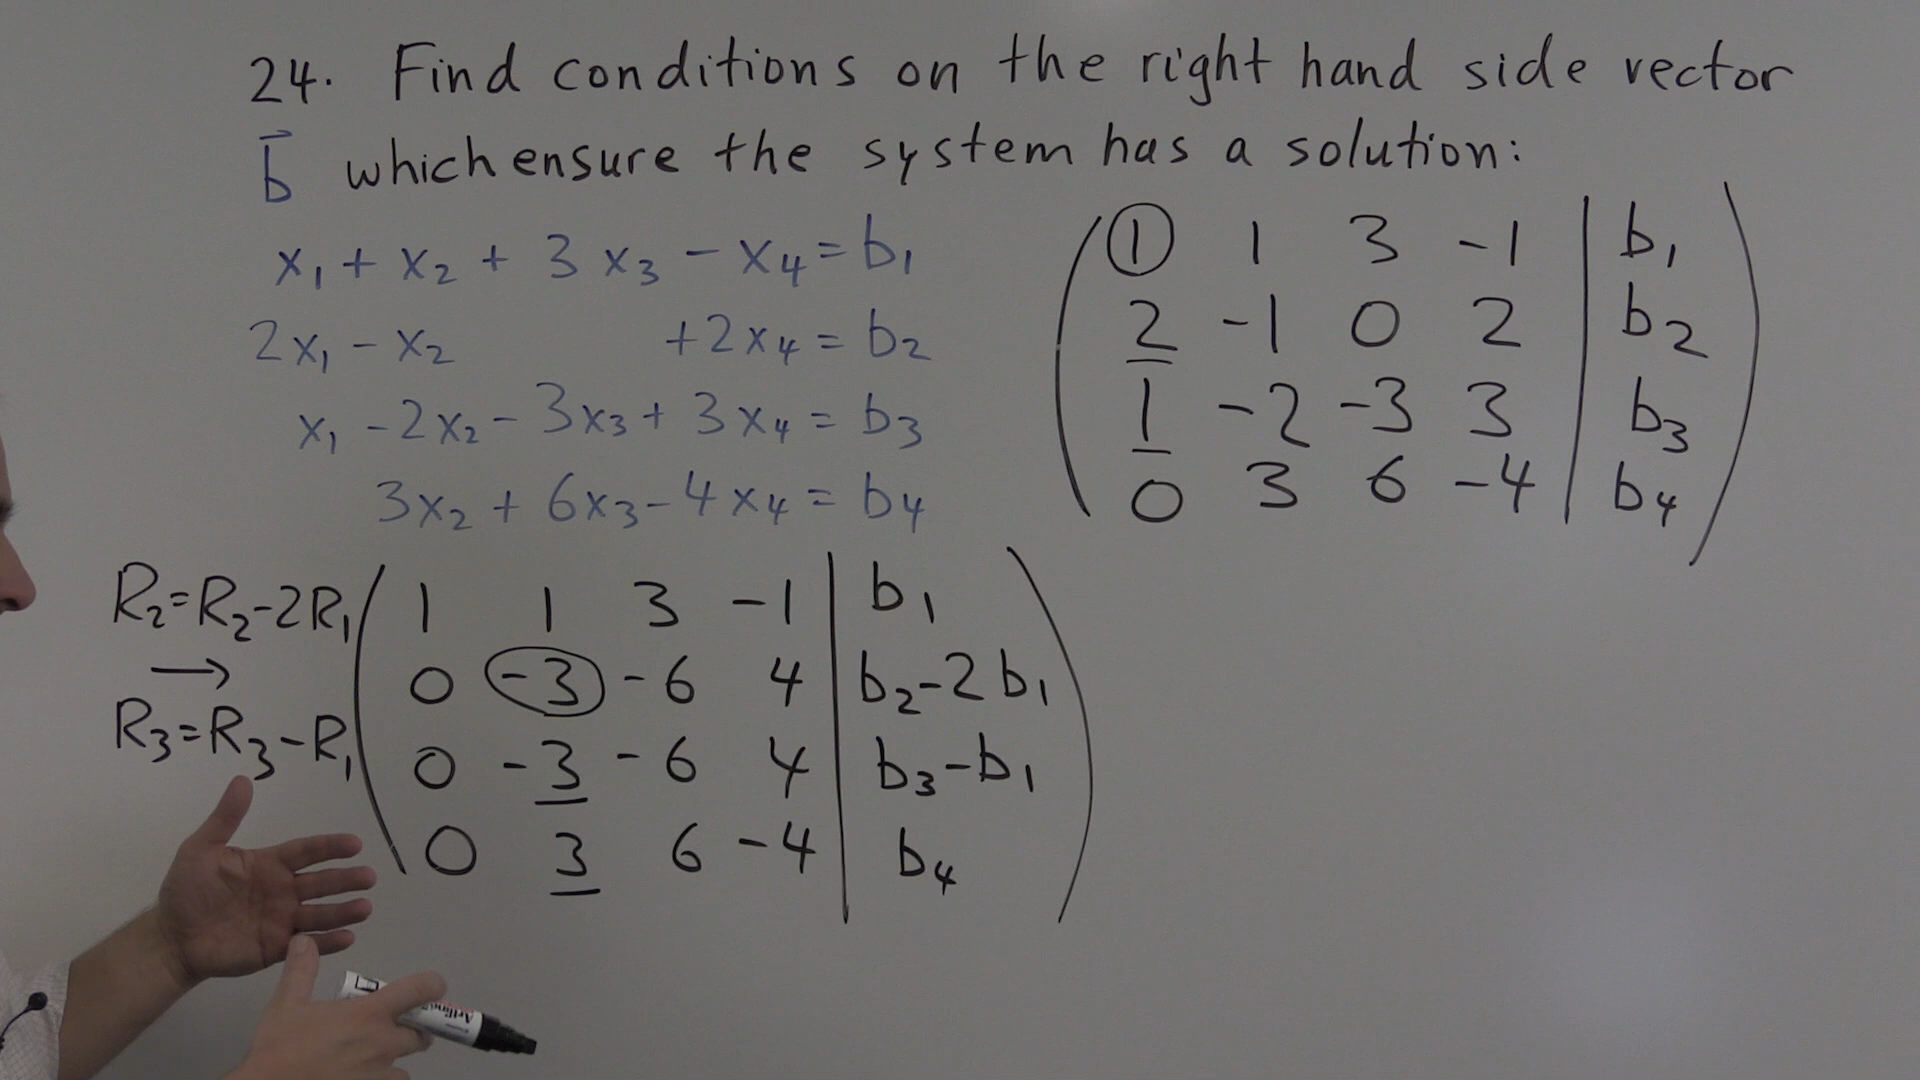 24. Find conditions on the right hand side vector
b⃗ which ensure the system has a solution:
x₁ + x₂ + 3x₃ - x₄ = b₁
2x₁ - x₂ +2x₄ = b₂
x₁ - 2x₂ - 3x₃ + 3x₄ = b₃
3x₂ + 6x₃ - 4x₄ = b₄
1 1 3 -1 | b₁
2 -1 0 2 | b₂
1 -2 -3 3 | b₃
0 3 6 -4 | b₄
R₂=R₂-2R₁
→
R₃=R₃-R₁
1 1 3 -1 | b₁
0 -3 -6 4 | b₂-2b₁
0 -3 -6 4 | b₃-b₁
0 3 6 -4 | b₄
Artline